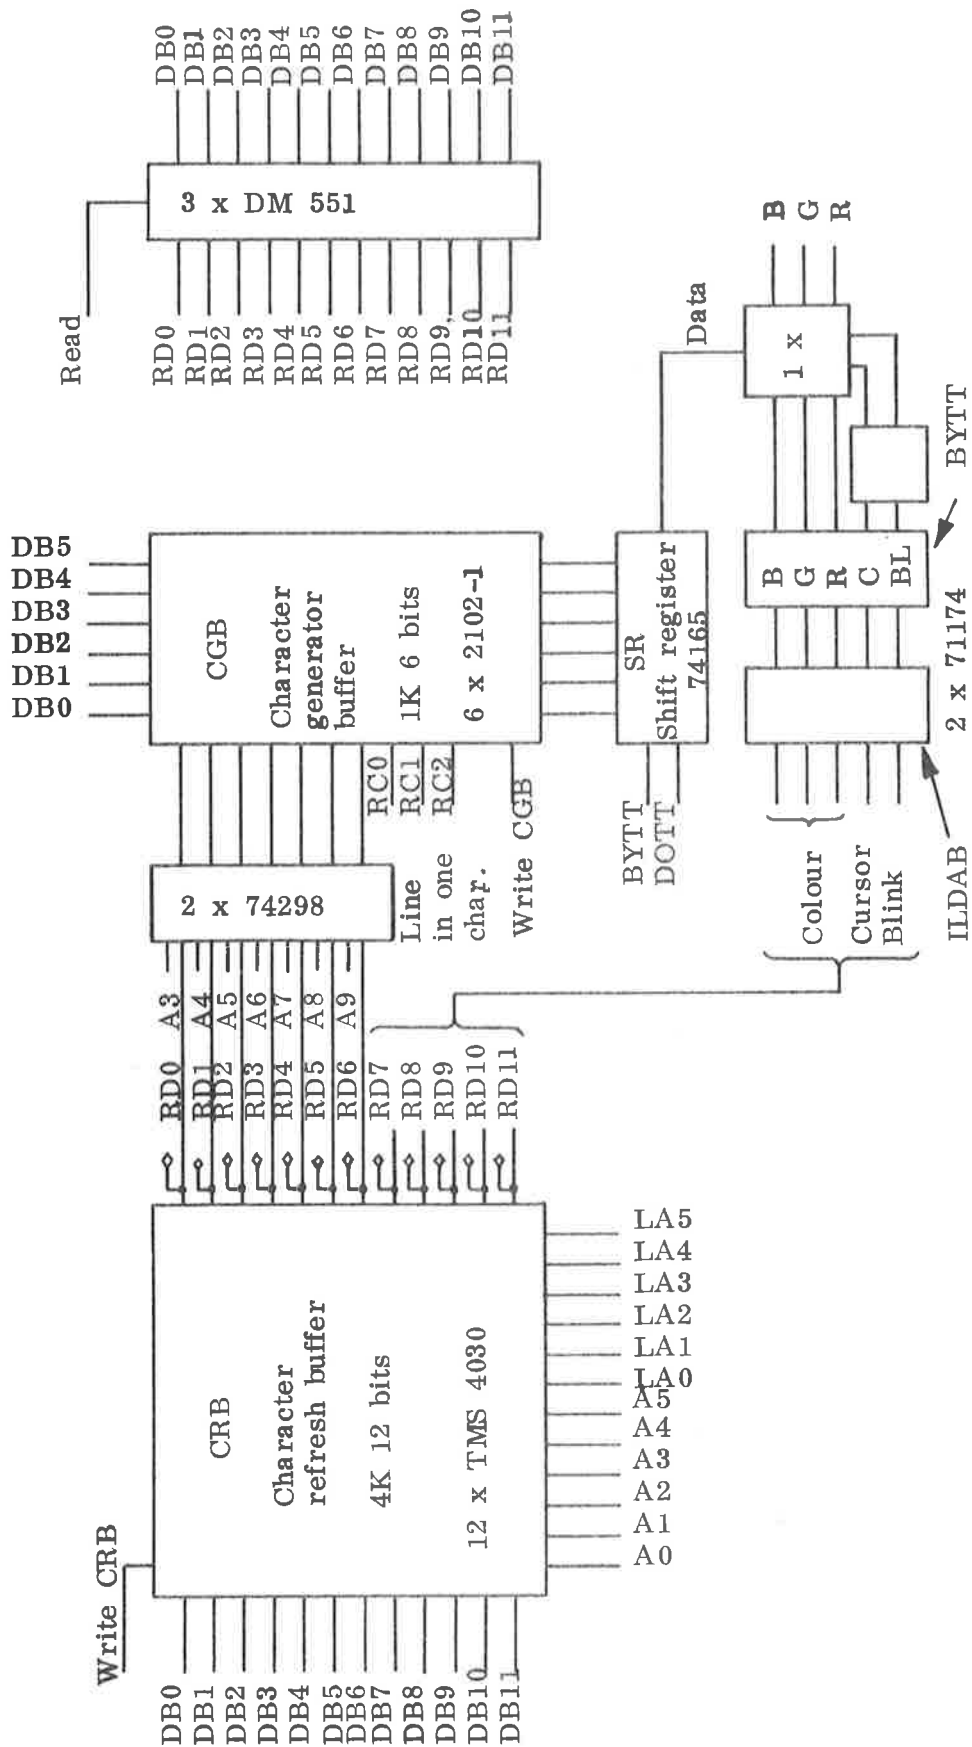 Write CRB
DB0
DB1
DB2
DB3
DB4
DB5
DB6
DB7
DB8
DB9
DB10
DB11
CRB
Character
refresh buffer
4K 12 bits
12 x TMS 4030
A0
A1
A2
A3
A4
A5
LA0
LA1
LA2
LA3
LA4
LA5
RD0
RD1
RD2
RD3
RD4
RD5
RD6
RD7
RD8
RD9
RD10
RD11
A3
A4
A5
A6
A7
A8
A9
2 x 74298
Line
in one
char.
RC0
RC1
RC2
Write CGB
DB0
DB1
DB2
DB3
DB4
DB5
CGB
Character
generator
buffer
1K 6 bits
6 x 2102-1
BYTT
DOTT
SR
Shift register
74165
Data
Colour
Cursor
Blink
ILDAB
2 x 71174
B
G
R
C
BL
BYTT
1 x
B
G
R
Read
RD0
RD1
RD2
RD3
RD4
RD5
RD6
RD7
RD8
RD9,
RD10
RD11
3 x DM 551
DB0
DB1
DB2
DB3
DB4
DB5
DB6
DB7
DB8
DB9
DB10
DB11